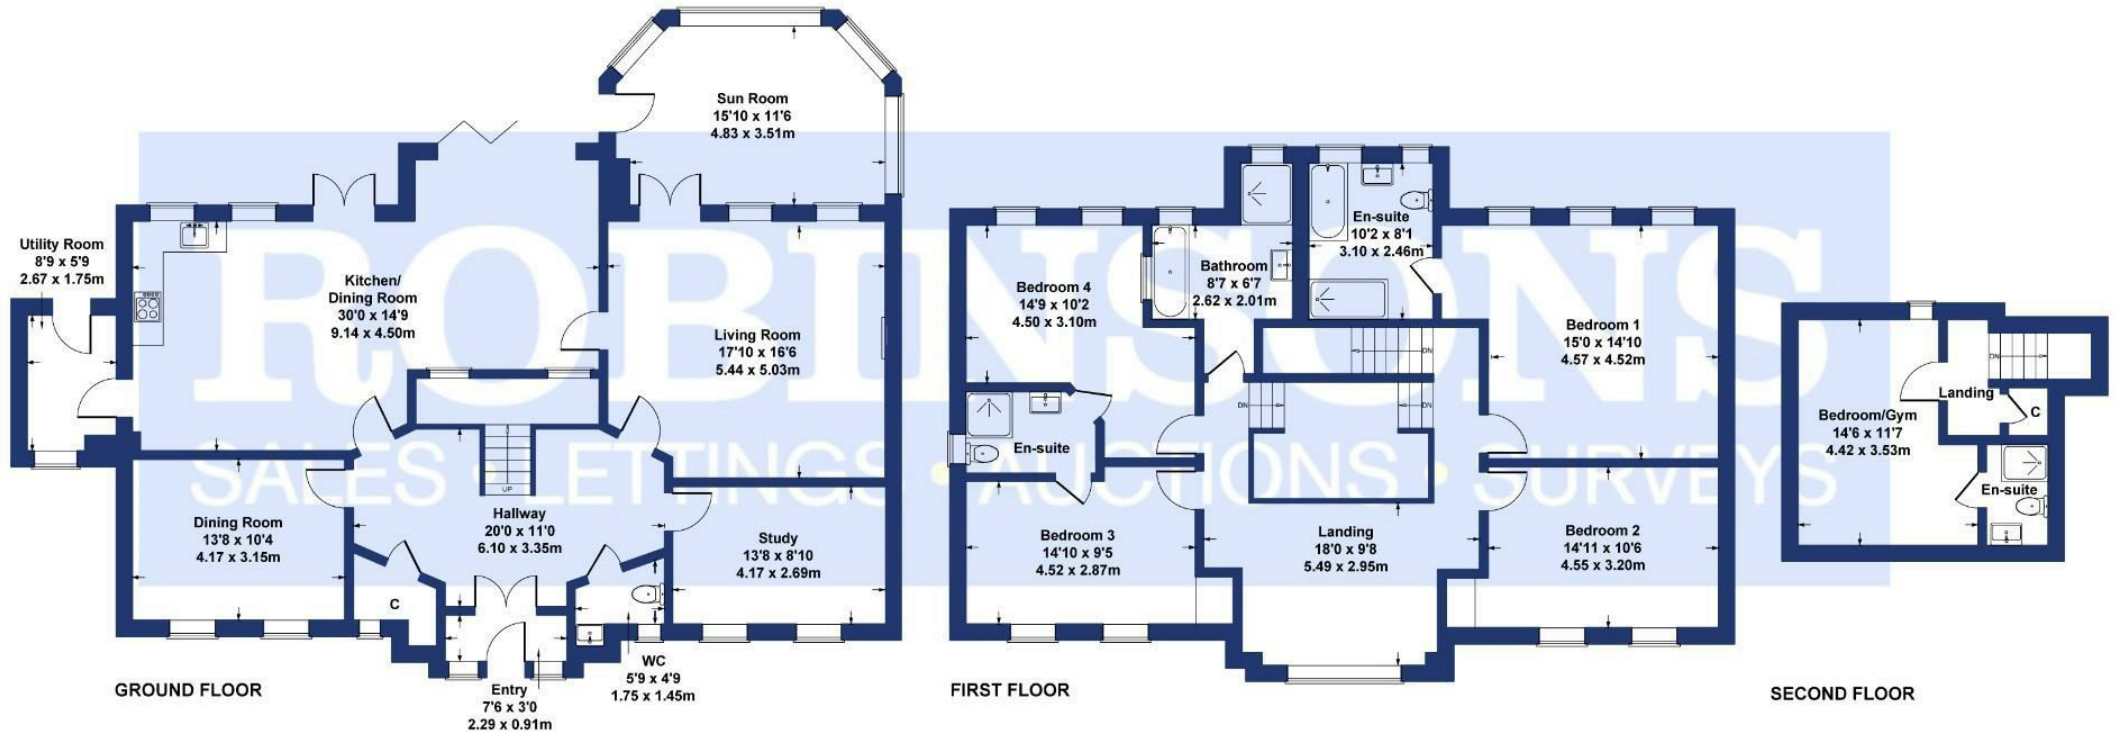 ROBINSONS
SALES • LETTINGS • AUCTIONS • SURVEYS
Sun Room
15'10 x 11'6
4.83 x 3.51m
Utility Room
8'9 x 5'9
2.67 x 1.75m
Kitchen/
Dining Room
30'0 x 14'9
9.14 x 4.50m
Living Room
17'10 x 16'6
5.44 x 5.03m
UP
Dining Room
13'8 x 10'4
4.17 x 3.15m
Hallway
20'0 x 11'0
6.10 x 3.35m
Study
13'8 x 8'10
4.17 x 2.69m
C
WC
5'9 x 4'9
1.75 x 1.45m
Entry
7'6 x 3'0
2.29 x 0.91m
GROUND FLOOR
En-suite
10'2 x 8'1
3.10 x 2.46m
Bathroom
8'7 x 6'7
2.62 x 2.01m
Bedroom 4
14'9 x 10'2
4.50 x 3.10m
Bedroom 1
15'0 x 14'10
4.57 x 4.52m
DN
DN
DN
En-suite
Bedroom 3
14'10 x 9'5
4.52 x 2.87m
Landing
18'0 x 9'8
5.49 x 2.95m
Bedroom 2
14'11 x 10'6
4.55 x 3.20m
FIRST FLOOR
DN
Landing
C
Bedroom/Gym
14'6 x 11'7
4.42 x 3.53m
En-suite
SECOND FLOOR